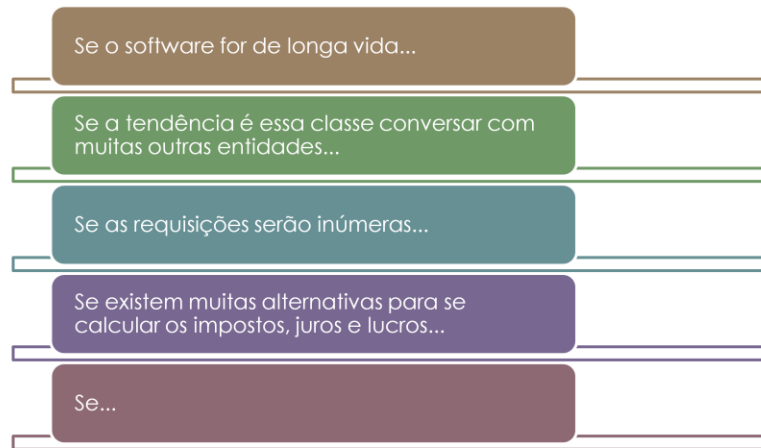 Se o software for de longa vida...
Se a tendência é essa classe conversar com
muitas outras entidades...
Se as requisições serão inúmeras...
Se existem muitas alternativas para se
calcular os impostos, juros e lucros...
Se...